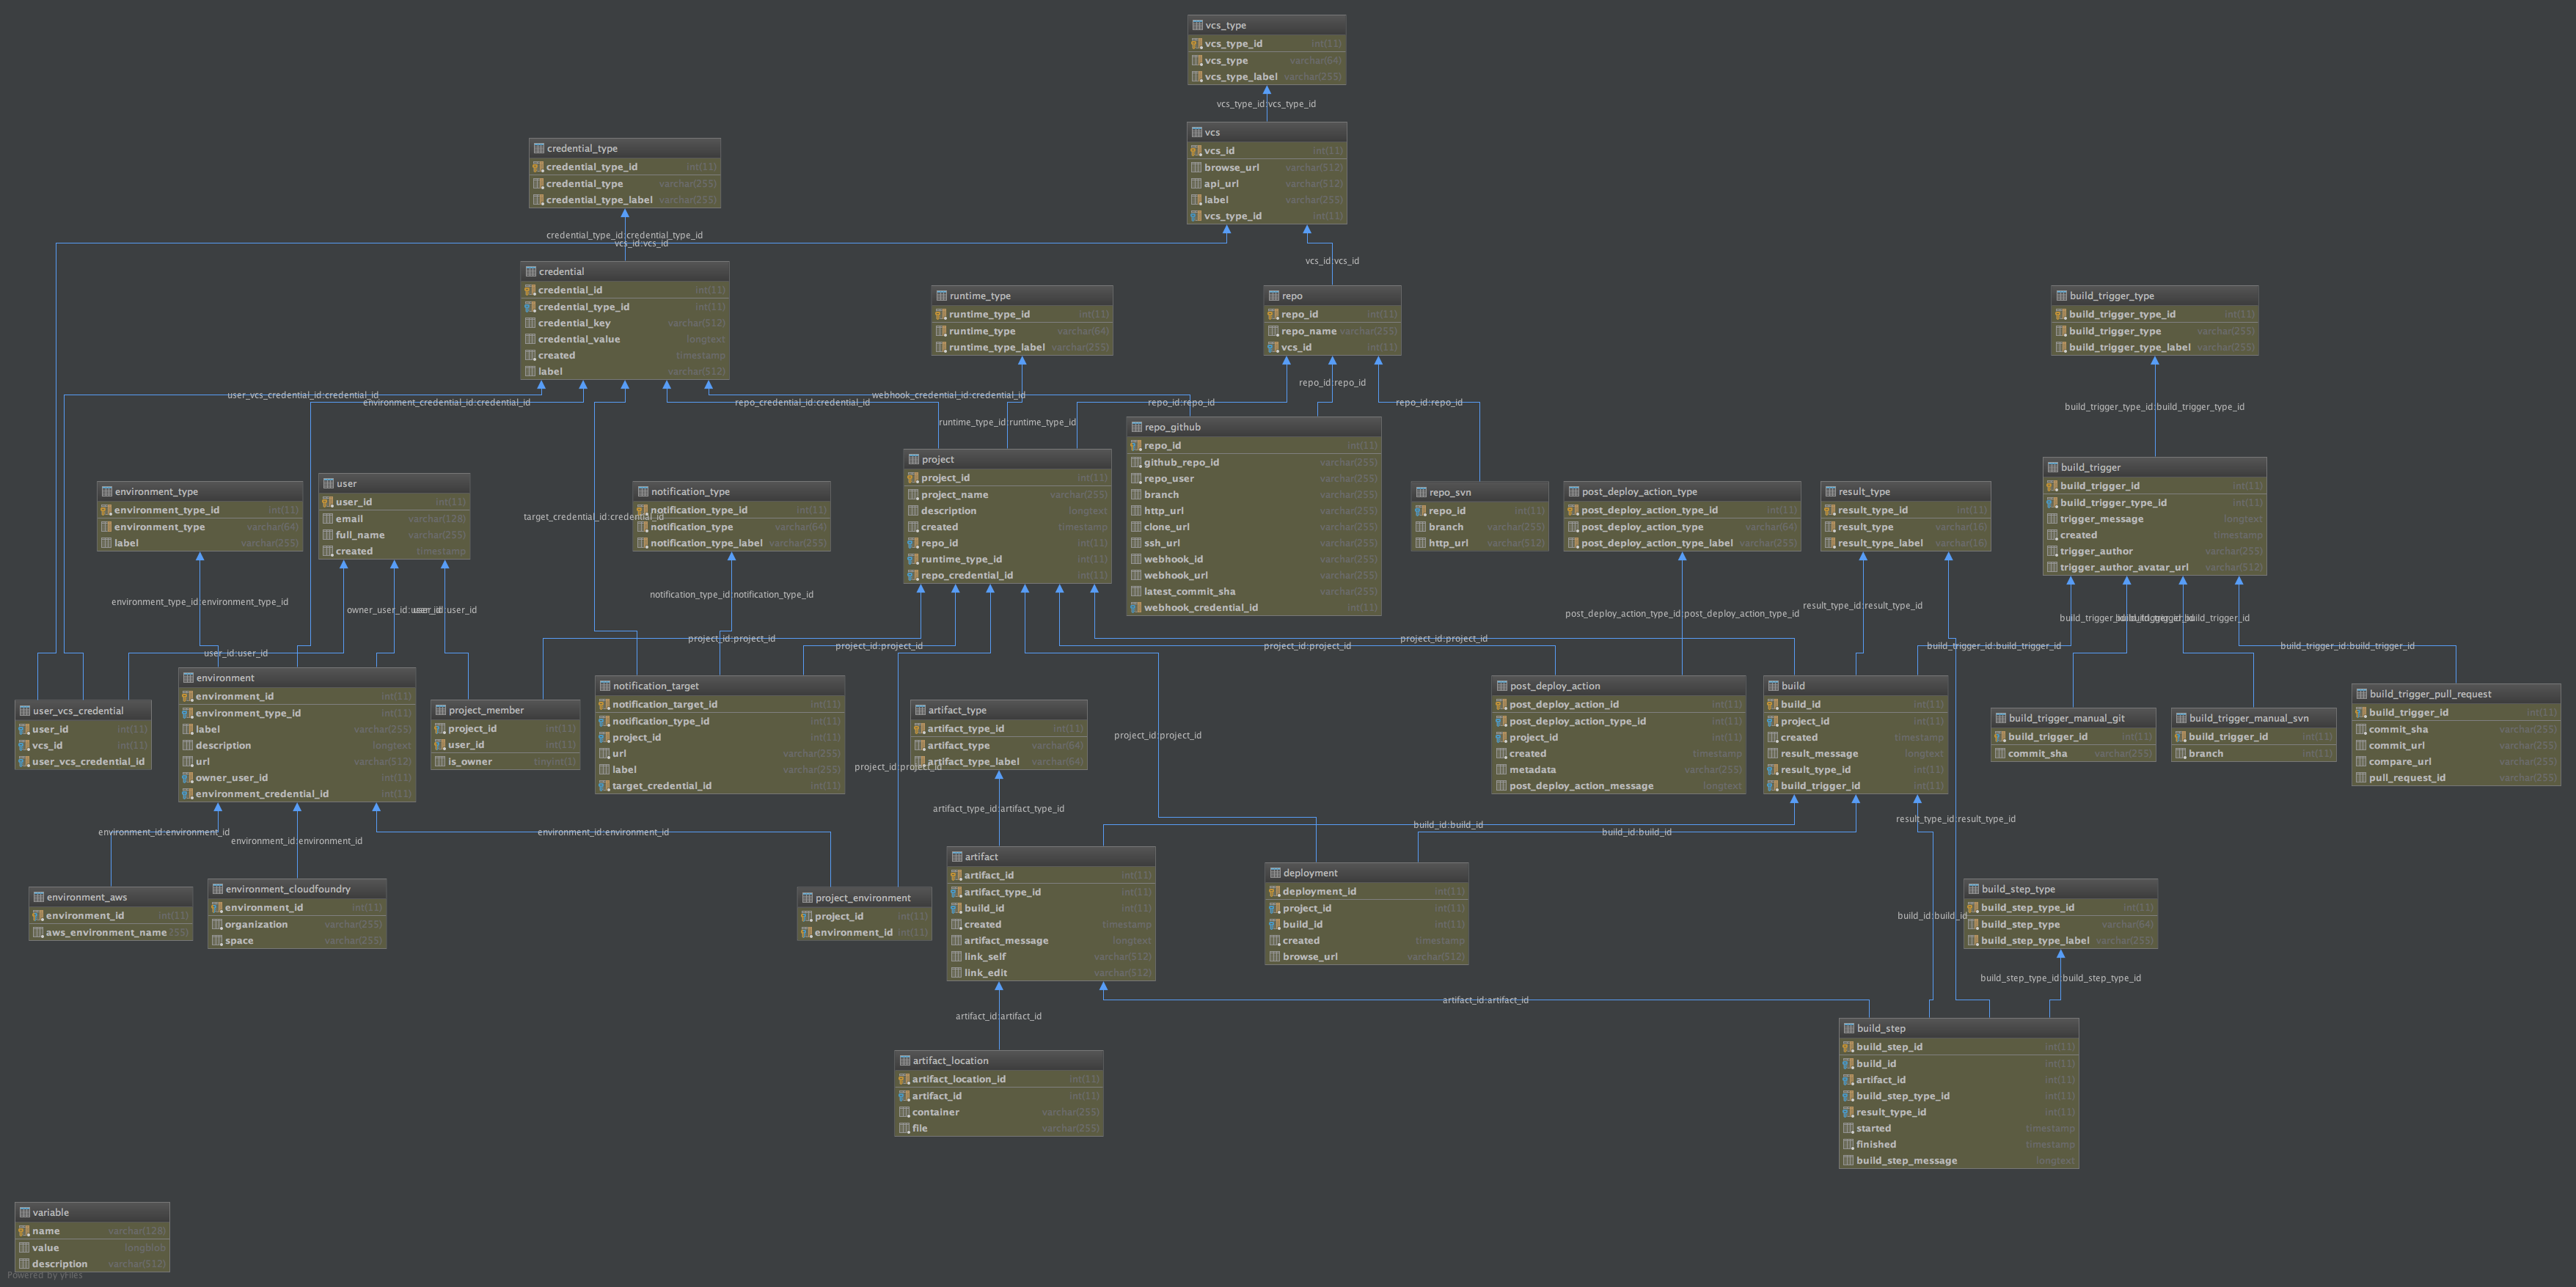 vcs_type
vcs_type_id int(11)
vcs_type varchar(64)
vcs_type_label varchar(255)
vcs_type_id:vcs_type_id
vcs
vcs_id int(11)
browse_url varchar(512)
api_url varchar(512)
label varchar(255)
vcs_type_id int(11)
credential_type
credential_type_id int(11)
credential_type varchar(255)
credential_type_label varchar(255)
credential_type_id:credential_type_id
vcs_id:vcs_id
vcs_id:vcs_id
credential
credential_id int(11)
credential_type_id int(11)
credential_key varchar(512)
credential_value longtext
created timestamp
label varchar(512)
runtime_type
runtime_type_id int(11)
runtime_type varchar(64)
runtime_type_label varchar(255)
repo
repo_id int(11)
repo_name varchar(255)
vcs_id int(11)
build_trigger_type
build_trigger_type_id int(11)
build_trigger_type varchar(255)
build_trigger_type_label varchar(255)
user_vcs_credential_id:credential_id
environment_credential_id:credential_id
repo_credential_id:credential_id
webhook_credential_id:credential_id
runtime_type_id:runtime_type_id
repo_id:repo_id
repo_id:repo_id
repo_id:repo_id
build_trigger_type_id:build_trigger_type_id
repo_github
repo_id int(11)
github_repo_id varchar(255)
repo_user varchar(255)
branch varchar(255)
http_url varchar(255)
clone_url varchar(255)
ssh_url varchar(255)
webhook_id varchar(255)
webhook_url varchar(255)
latest_commit_sha varchar(255)
webhook_credential_id int(11)
project
project_id int(11)
project_name varchar(255)
description longtext
created timestamp
repo_id int(11)
runtime_type_id int(11)
repo_credential_id int(11)
build_trigger
build_trigger_id int(11)
build_trigger_type_id int(11)
trigger_message longtext
created timestamp
trigger_author varchar(255)
trigger_author_avatar_url varchar(512)
environment_type
environment_type_id int(11)
environment_type varchar(64)
label varchar(255)
user
user_id int(11)
email varchar(128)
full_name varchar(255)
created timestamp
target_credential_id:credential_id
notification_type
notification_type_id int(11)
notification_type varchar(64)
notification_type_label varchar(255)
repo_svn
repo_id int(11)
branch varchar(255)
http_url varchar(512)
post_deploy_action_type
post_deploy_action_type_id int(11)
post_deploy_action_type varchar(64)
post_deploy_action_type_label varchar(255)
result_type
result_type_id int(11)
result_type varchar(16)
result_type_label varchar(16)
environment_type_id:environment_type_id
owner_user_id:user_id
user_id:user_id
notification_type_id:notification_type_id
post_deploy_action_type_id:post_deploy_action_type_id
result_type_id:result_type_id
build_trigger_id:build_trigger_id
build_trigger_id:build_trigger_id
user_id:user_id
project_id:project_id
project_id:project_id
project_id:project_id
project_id:project_id
build_trigger_id:build_trigger_id
build_trigger_id:build_trigger_id
user_vcs_credential
user_id int(11)
vcs_id int(11)
user_vcs_credential_id
environment
environment_id int(11)
environment_type_id int(11)
label varchar(255)
description longtext
url varchar(512)
owner_user_id int(11)
environment_credential_id int(11)
project_member
project_id int(11)
user_id int(11)
is_owner tinyint(1)
notification_target
notification_target_id int(11)
notification_type_id int(11)
project_id int(11)
url varchar(255)
label varchar(255)
target_credential_id int(11)
artifact_type
artifact_type_id int(11)
artifact_type varchar(64)
artifact_type_label varchar(64)
project_id:project_id
project_id:project_id
post_deploy_action
post_deploy_action_id int(11)
post_deploy_action_type_id int(11)
project_id int(11)
created timestamp
metadata varchar(255)
post_deploy_action_message longtext
build
build_id int(11)
project_id int(11)
created timestamp
result_message longtext
result_type_id int(11)
build_trigger_id int(11)
build_trigger_manual_git
build_trigger_id int(11)
commit_sha varchar(255)
build_trigger_manual_svn
build_trigger_id int(11)
branch int(11)
build_trigger_pull_request
build_trigger_id int(11)
commit_sha varchar(255)
commit_url varchar(255)
compare_url varchar(255)
pull_request_id varchar(255)
environment_id:environment_id
environment_id:environment_id
environment_id:environment_id
artifact_type_id:artifact_type_id
build_id:build_id
build_id:build_id
result_type_id:result_type_id
environment_aws
environment_id int(11)
aws_environment_name 255)
environment_cloudfoundry
environment_id int(11)
organization varchar(255)
space varchar(255)
project_environment
project_id int(11)
environment_id int(11)
artifact
artifact_id int(11)
artifact_type_id int(11)
build_id int(11)
created timestamp
artifact_message longtext
link_self varchar(512)
link_edit varchar(512)
deployment
deployment_id int(11)
project_id int(11)
build_id int(11)
created timestamp
browse_url varchar(512)
build_id:build_id
build_step_type
build_step_type_id int(11)
build_step_type varchar(64)
build_step_type_label varchar(255)
build_step_type_id:build_step_type_id
artifact_id:artifact_id
artifact_id:artifact_id
artifact_location
artifact_location_id int(11)
artifact_id int(11)
container varchar(255)
file varchar(255)
build_step
build_step_id int(11)
build_id int(11)
artifact_id int(11)
build_step_type_id int(11)
result_type_id int(11)
started timestamp
finished timestamp
build_step_message longtext
variable
name varchar(128)
value longblob
description varchar(512)
Powered by yFiles